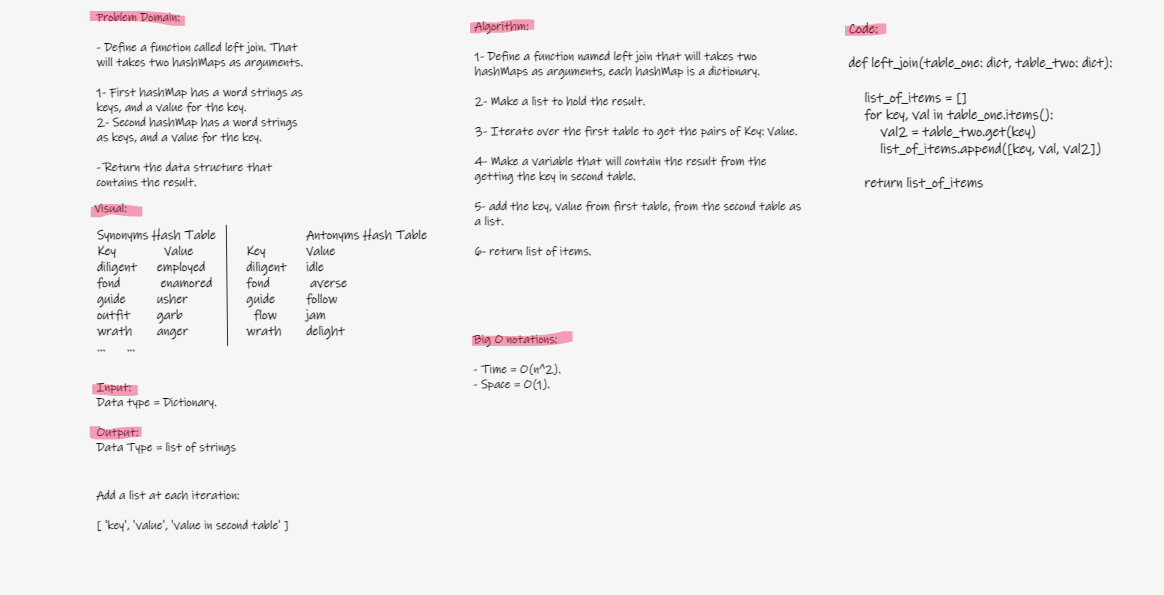 Problem Domain:
- Define a function called left join. That
will takes two hashMaps as arguments.
1- First hashMap has a word strings as
keys, and a value for the key.
2- Second hashMap has a word strings
as keys, and a value for the key.
- Return the data structure that
contains the result.
Visual:
Synonyms Hash Table Antonyms Hash Table
Key Value Key Value
diligent employed diligent idle
fond enamored fond averse
guide usher guide follow
outfit garb flow jam
wrath anger wrath delight
... ...
Input:
Data type = Dictionary.
Output:
Data Type = list of strings
Add a list at each iteration:
[ 'key', 'value', 'value in second table' ]
Algorithm:
1- Define a function named left join that will takes two
hashMaps as arguments, each hashMap is a dictionary.
2- Make a list to hold the result.
3- Iterate over the first table to get the pairs of Key: Value.
4- Make a variable that will contain the result from the
getting the key in second table.
5- add the key, value from first table, from the second table as
a list.
6- return list of items.
Big O notations:
- Time = O(n^2).
- Space = O(1).
Code:
def left_join(table_one: dict, table_two: dict):
list_of_items = []
for key, val in table_one.items():
val2 = table_two.get(key)
list_of_items.append([key, val, val2])
return list_of_items